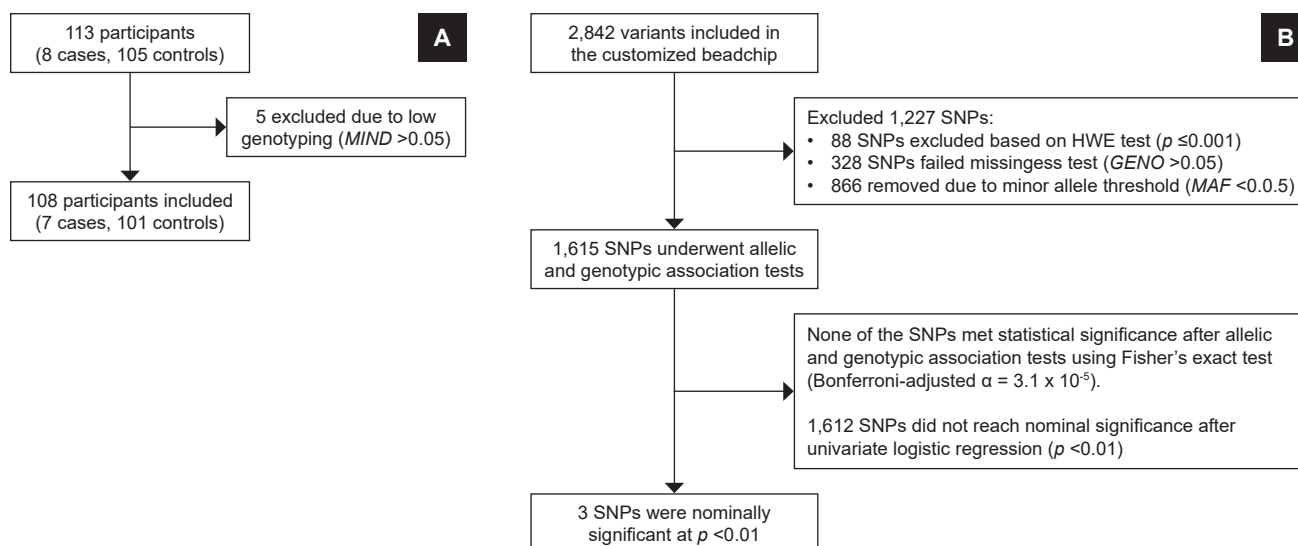 113 participants
(8 cases, 105 controls)
A
5 excluded due to low
genotyping (MIND >0.05)
108 participants included
(7 cases, 101 controls)
2,842 variants included in
the customized beadchip
B
Excluded 1,227 SNPs:
• 88 SNPs excluded based on HWE test (p ≤0.001)
• 328 SNPs failed missingess test (GENO >0.05)
• 866 removed due to minor allele threshold (MAF <0.0.5)
1,615 SNPs underwent allelic
and genotypic association tests
None of the SNPs met statistical significance after allelic
and genotypic association tests using Fisher’s exact test
(Bonferroni-adjusted α = 3.1 x 10⁻⁵).
1,612 SNPs did not reach nominal significance after
univariate logistic regression (p <0.01)
3 SNPs were nominally
significant at p <0.01